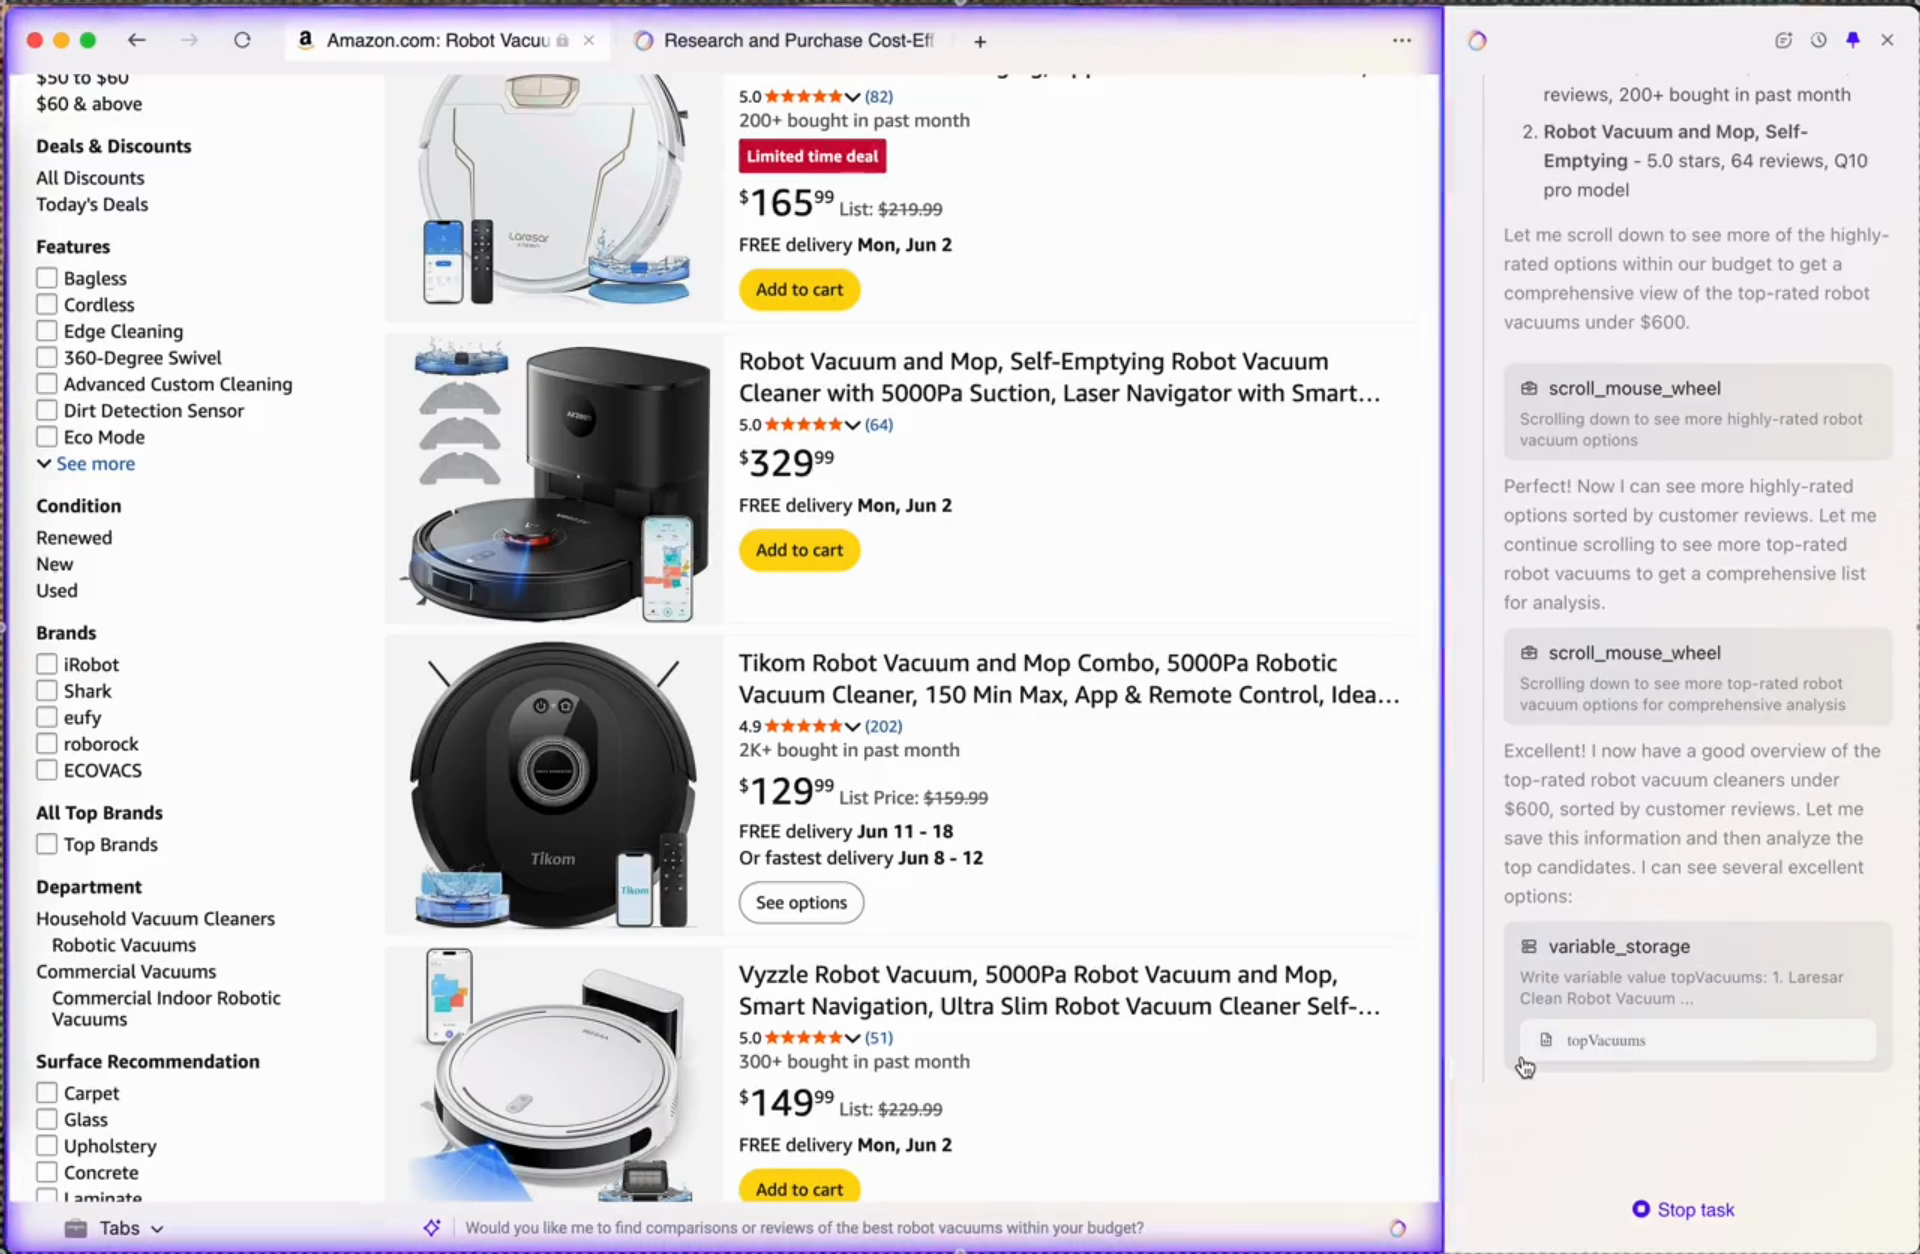 Amazon.com: Robot Vacuu
Research and Purchase Cost-Eff
$50 to $60
$60 & above
Deals & Discounts
All Discounts
Today's Deals
Features
Bagless
Cordless
Edge Cleaning
360-Degree Swivel
Advanced Custom Cleaning
Dirt Detection Sensor
Eco Mode
See more
Condition
Renewed
New
Used
Brands
iRobot
Shark
eufy
roborock
ECOVACS
All Top Brands
Top Brands
Department
Household Vacuum Cleaners
Robotic Vacuums
Commercial Vacuums
Commercial Indoor Robotic
Vacuums
Surface Recommendation
Carpet
Glass
Upholstery
Concrete
Laminate
Laresar
5.0 (82)
200+ bought in past month
Limited time deal
$165.99 List: $219.99
FREE delivery Mon, Jun 2
Add to cart
Robot Vacuum and Mop, Self-Emptying Robot Vacuum
Cleaner with 5000Pa Suction, Laser Navigator with Smart...
5.0 (64)
$329.99
FREE delivery Mon, Jun 2
Add to cart
Tikom
Tikom
Tikom Robot Vacuum and Mop Combo, 5000Pa Robotic
Vacuum Cleaner, 150 Min Max, App & Remote Control, Idea...
4.9 (202)
2K+ bought in past month
$129.99 List Price: $159.99
FREE delivery Jun 11 - 18
Or fastest delivery Jun 8 - 12
See options
Vyzzle Robot Vacuum, 5000Pa Robot Vacuum and Mop,
Smart Navigation, Ultra Slim Robot Vacuum Cleaner Self-...
5.0 (51)
300+ bought in past month
$149.99 List: $229.99
FREE delivery Mon, Jun 2
Add to cart
Tabs
Would you like me to find comparisons or reviews of the best robot vacuums within your budget?
reviews, 200+ bought in past month
2. Robot Vacuum and Mop, Self-
Emptying - 5.0 stars, 64 reviews, Q10
pro model
Let me scroll down to see more of the highly-
rated options within our budget to get a
comprehensive view of the top-rated robot
vacuums under $600.
scroll_mouse_wheel
Scrolling down to see more highly-rated robot
vacuum options
Perfect! Now I can see more highly-rated
options sorted by customer reviews. Let me
continue scrolling to see more top-rated
robot vacuums to get a comprehensive list
for analysis.
scroll_mouse_wheel
Scrolling down to see more top-rated robot
vacuum options for comprehensive analysis
Excellent! I now have a good overview of the
top-rated robot vacuum cleaners under
$600, sorted by customer reviews. Let me
save this information and then analyze the
top candidates. I can see several excellent
options:
variable_storage
Write variable value topVacuums: 1. Laresar
Clean Robot Vacuum ...
topVacuums
Stop task